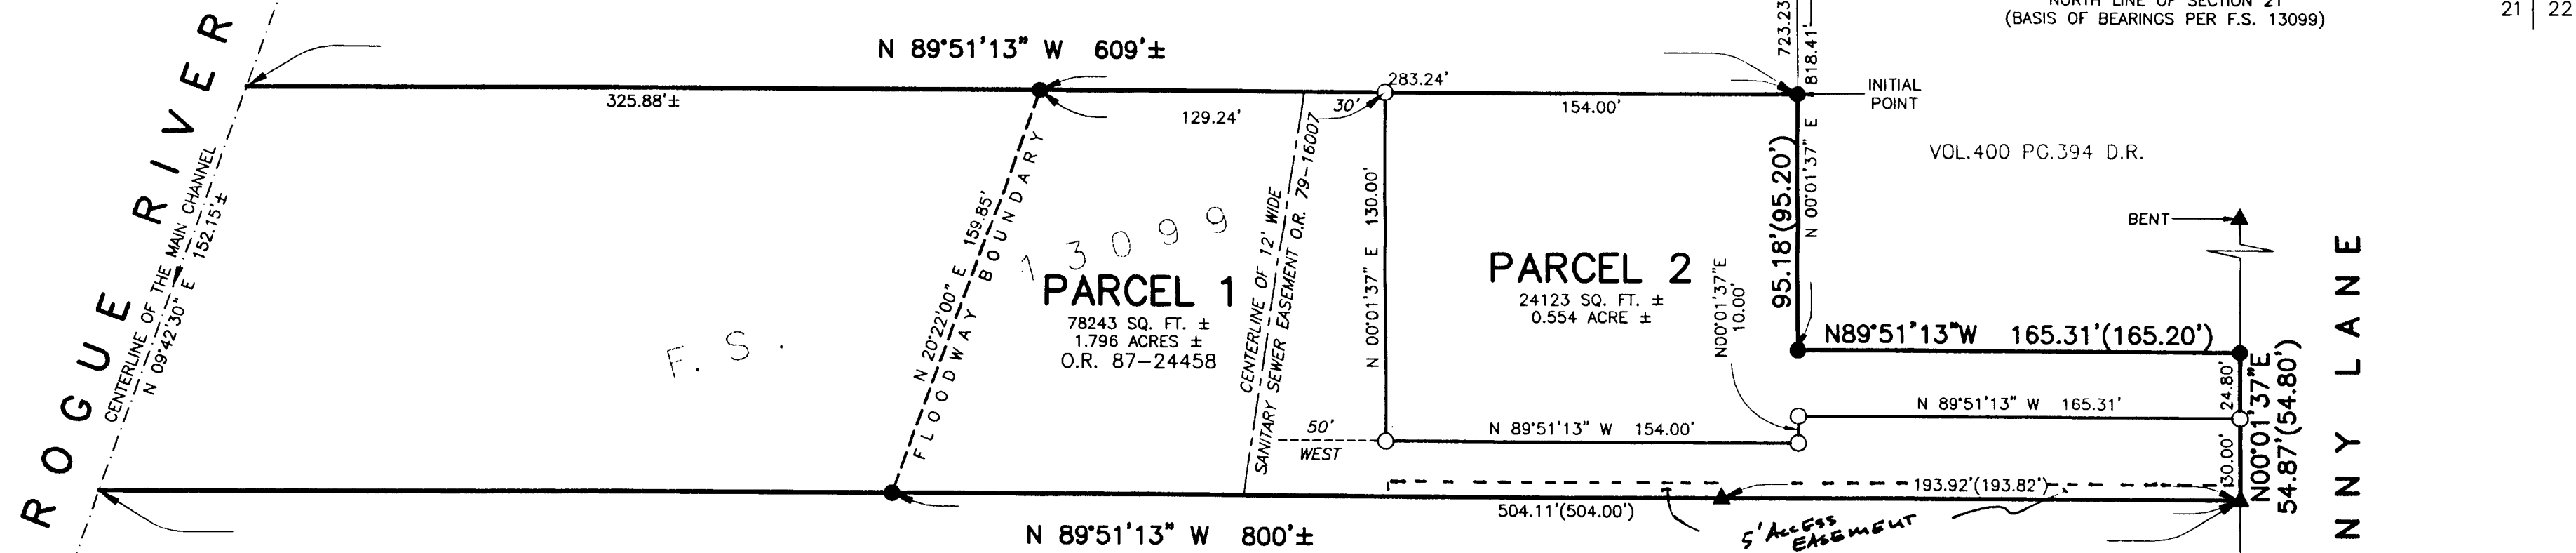 NORTH LINE OF SECTION 21
(BASIS OF BEARINGS PER F.S. 13099)
21 22
723.23
818.41'
N 89°51'13" W 609'±
325.88'±
129.24'
30'
283.24'
154.00'
INITIAL
POINT
ROGUE RIVER
CENTERLINE OF THE MAIN CHANNEL
N 09°42'30" E 152.15'±
N 20°22'00" E 159.85'
FLOODWAY BOUNDARY
F.S. 13099
PARCEL 1
78243 SQ. FT. ±
1.796 ACRES ±
O.R. 87-24458
CENTERLINE OF 12' WIDE
SANITARY SEWER EASEMENT O.R. 79-16007
N 00°01'37" E 130.00'
PARCEL 2
24123 SQ. FT. ±
0.554 ACRE ±
N00°01'37"E
10.00'
95.18'(95.20')
N 00°01'37" E
VOL.400 PG.394 D.R.
BENT
N89°51'13"W 165.31'(165.20')
N 89°51'13" W 165.31'
24.80'
30.00'
N00°01'37"E
54.87'(54.80')
NNY LANE
50'
WEST
N 89°51'13" W 154.00'
193.92'(193.82')
504.11'(504.00')
5' ACCESS
EASEMENT
N 89°51'13" W 800'±